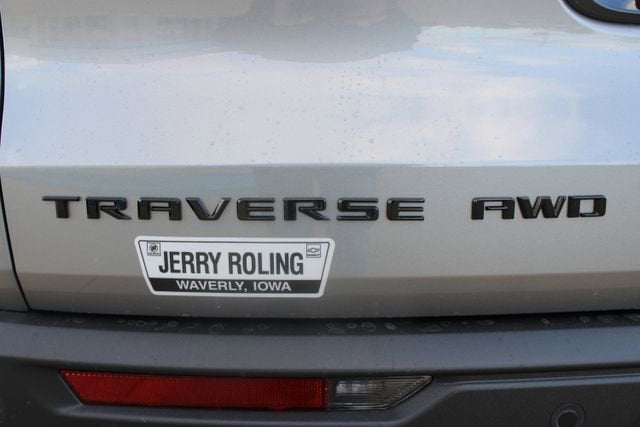 TRAVERSE AWD
JERRY ROLING
WAVERLY, IOWA